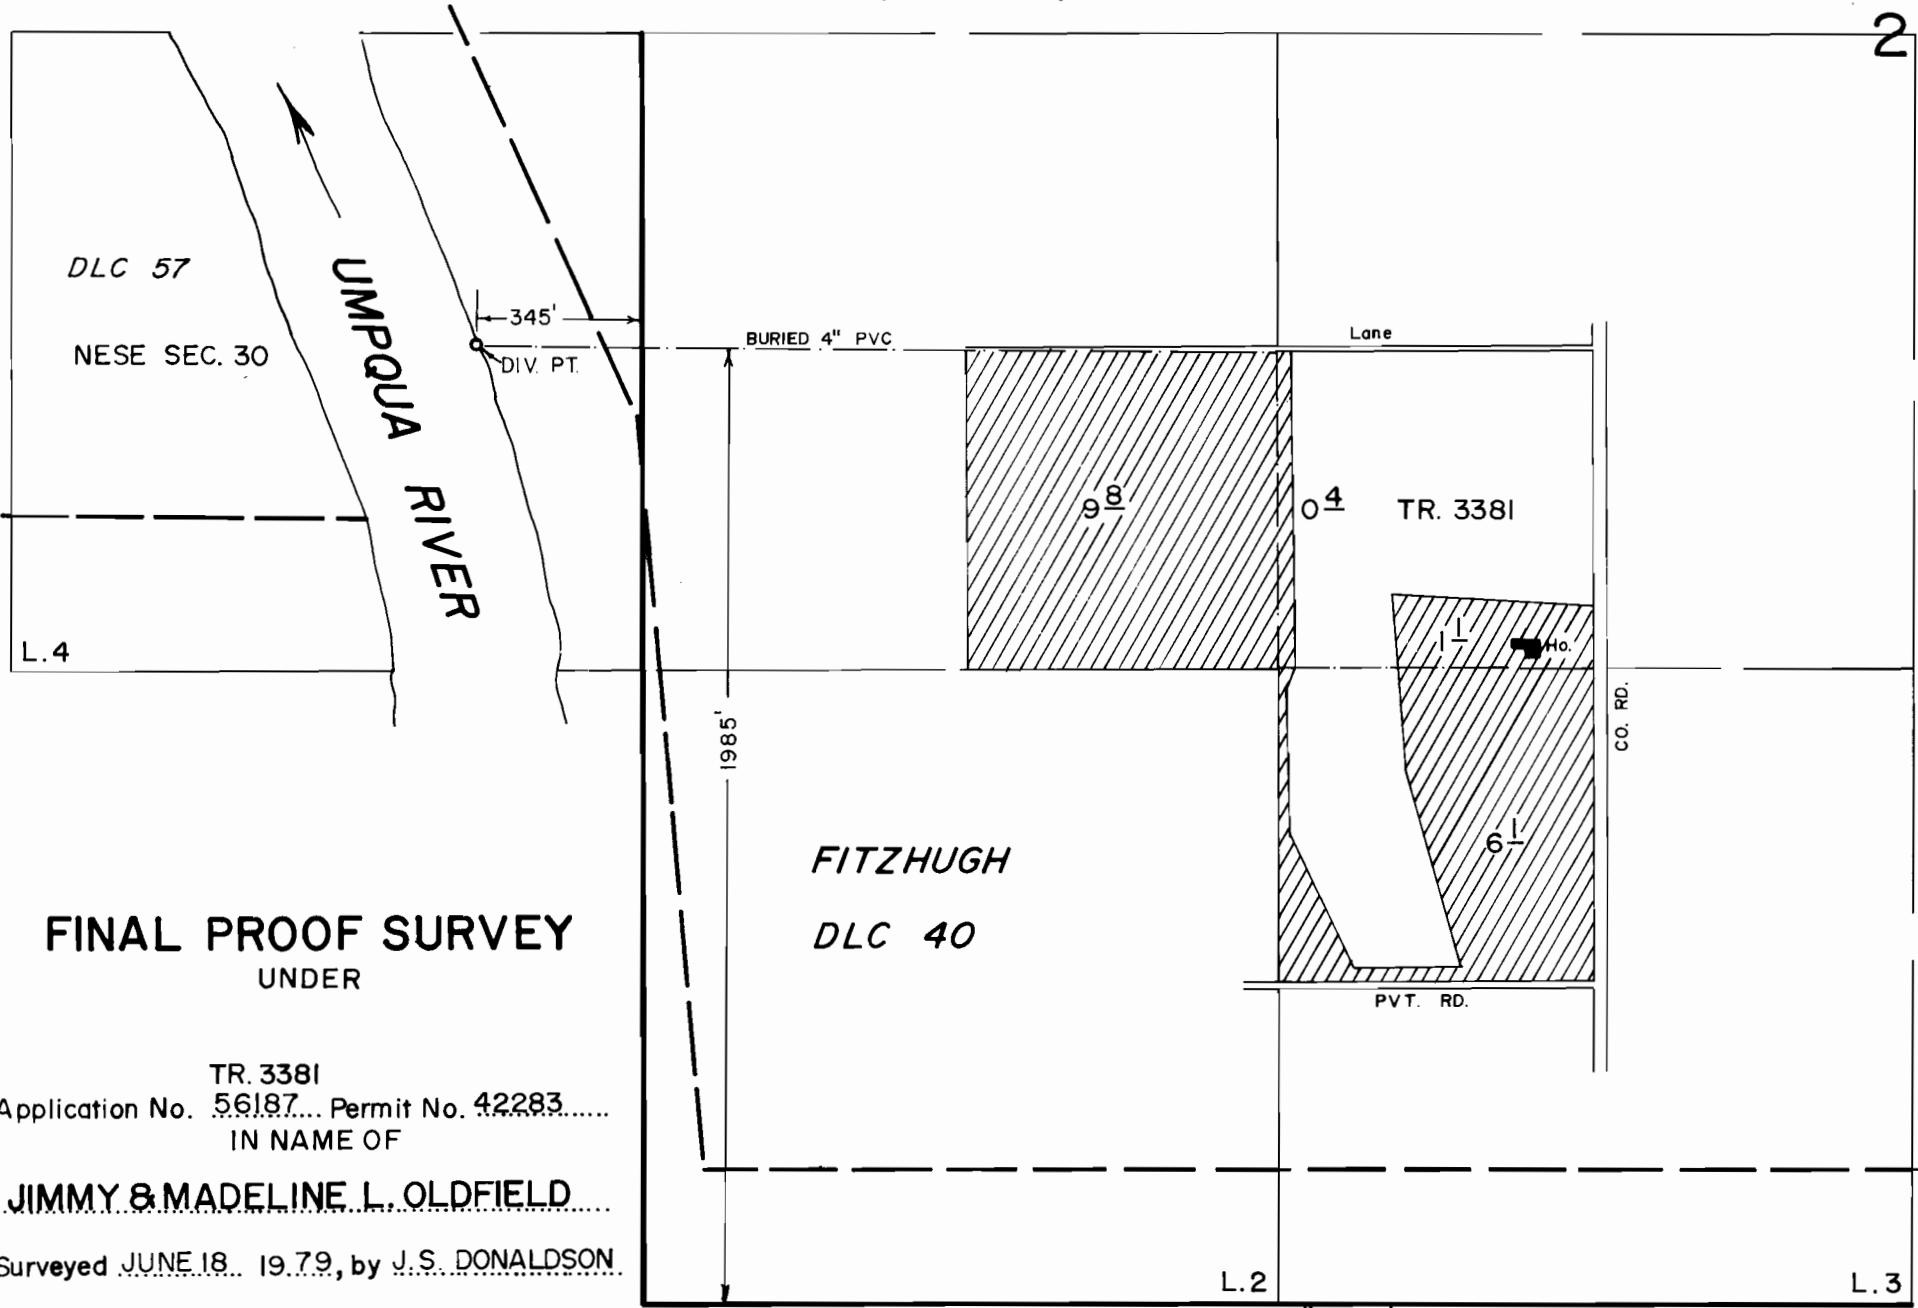 2
DLC 57
NESE SEC. 30
UMPQUA RIVER
345'
DIV. PT.
BURIED 4" PVC
Lane
9 8
0 4
TR. 3381
1 1
Ho.
L.4
1985'
CO. RD.
6 1
FITZHUGH
DLC 40
PVT. RD.
FINAL PROOF SURVEY
UNDER
TR. 3381
Application No. 56187 Permit No. 42283
IN NAME OF
JIMMY & MADELINE L. OLDFIELD
Surveyed JUNE 18 1979, by J.S. DONALDSON
L.2
L.3